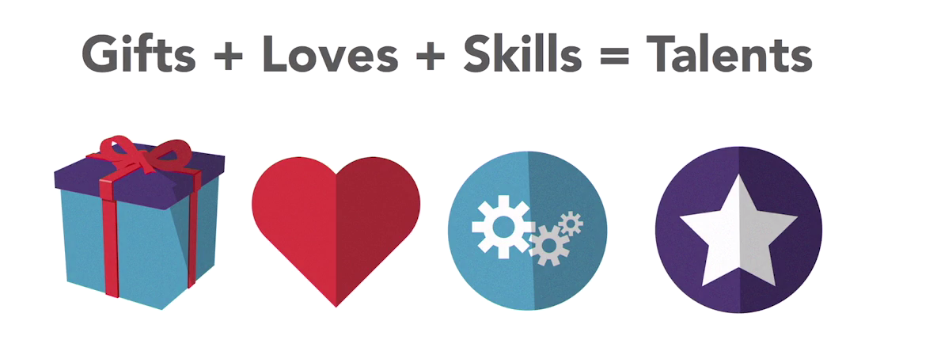 Gifts + Loves + Skills = Talents